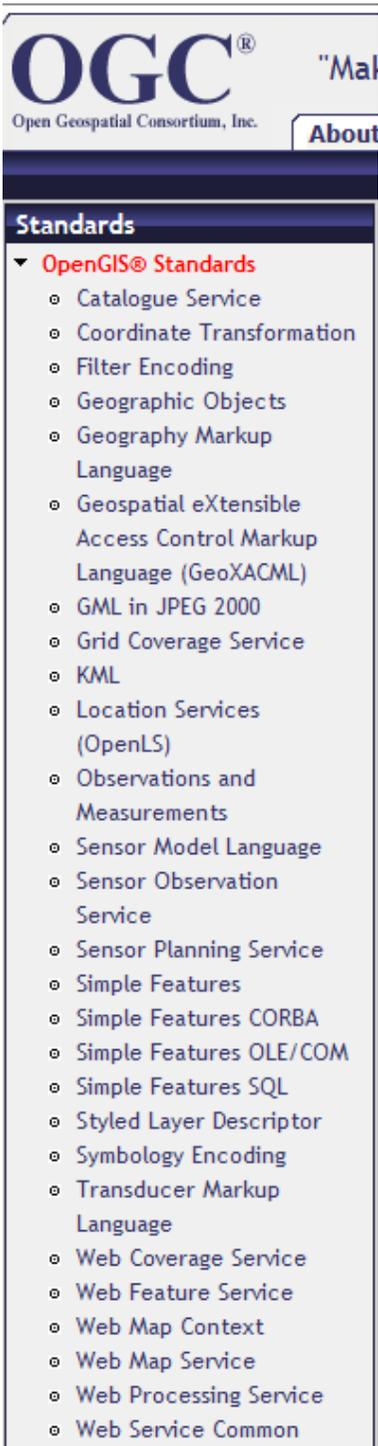 OGC®
"Mak
Open Geospatial Consortium, Inc.
About
Standards
OpenGIS® Standards
Catalogue Service
Coordinate Transformation
Filter Encoding
Geographic Objects
Geography Markup
Language
Geospatial eXtensible
Access Control Markup
Language (GeoXACML)
GML in JPEG 2000
Grid Coverage Service
KML
Location Services
(OpenLS)
Observations and
Measurements
Sensor Model Language
Sensor Observation
Service
Sensor Planning Service
Simple Features
Simple Features CORBA
Simple Features OLE/COM
Simple Features SQL
Styled Layer Descriptor
Symbology Encoding
Transducer Markup
Language
Web Coverage Service
Web Feature Service
Web Map Context
Web Map Service
Web Processing Service
Web Service Common